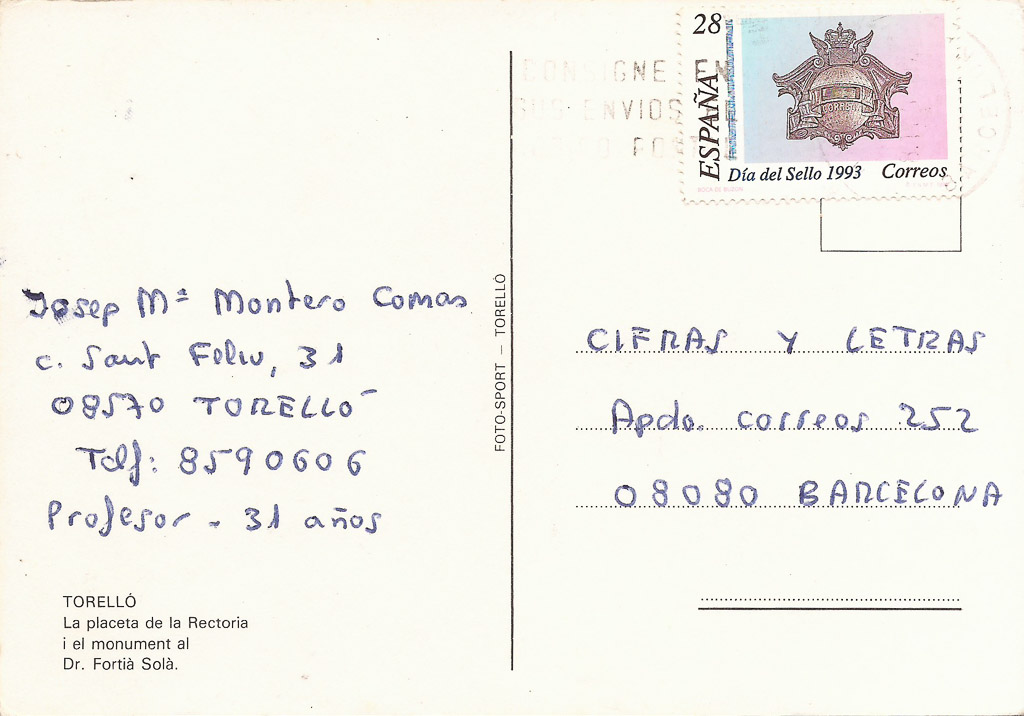 Josep Mª Montero Comas
c. Sant Feliu, 31
08570 TORELLÓ
Telf: 8590606
Profesor - 31 años
TORELLÓ
La placeta de la Rectoria
i el monument al
Dr. Fortià Solà.
FOTO-SPORT — TORELLÓ
CONSIGNE EN
SUS ENVIOS
28
ESPAÑA
Día del Sello 1993 Correos
CIFRAS Y LETRAS
Apdo. correos 252
08080 BARCELONA